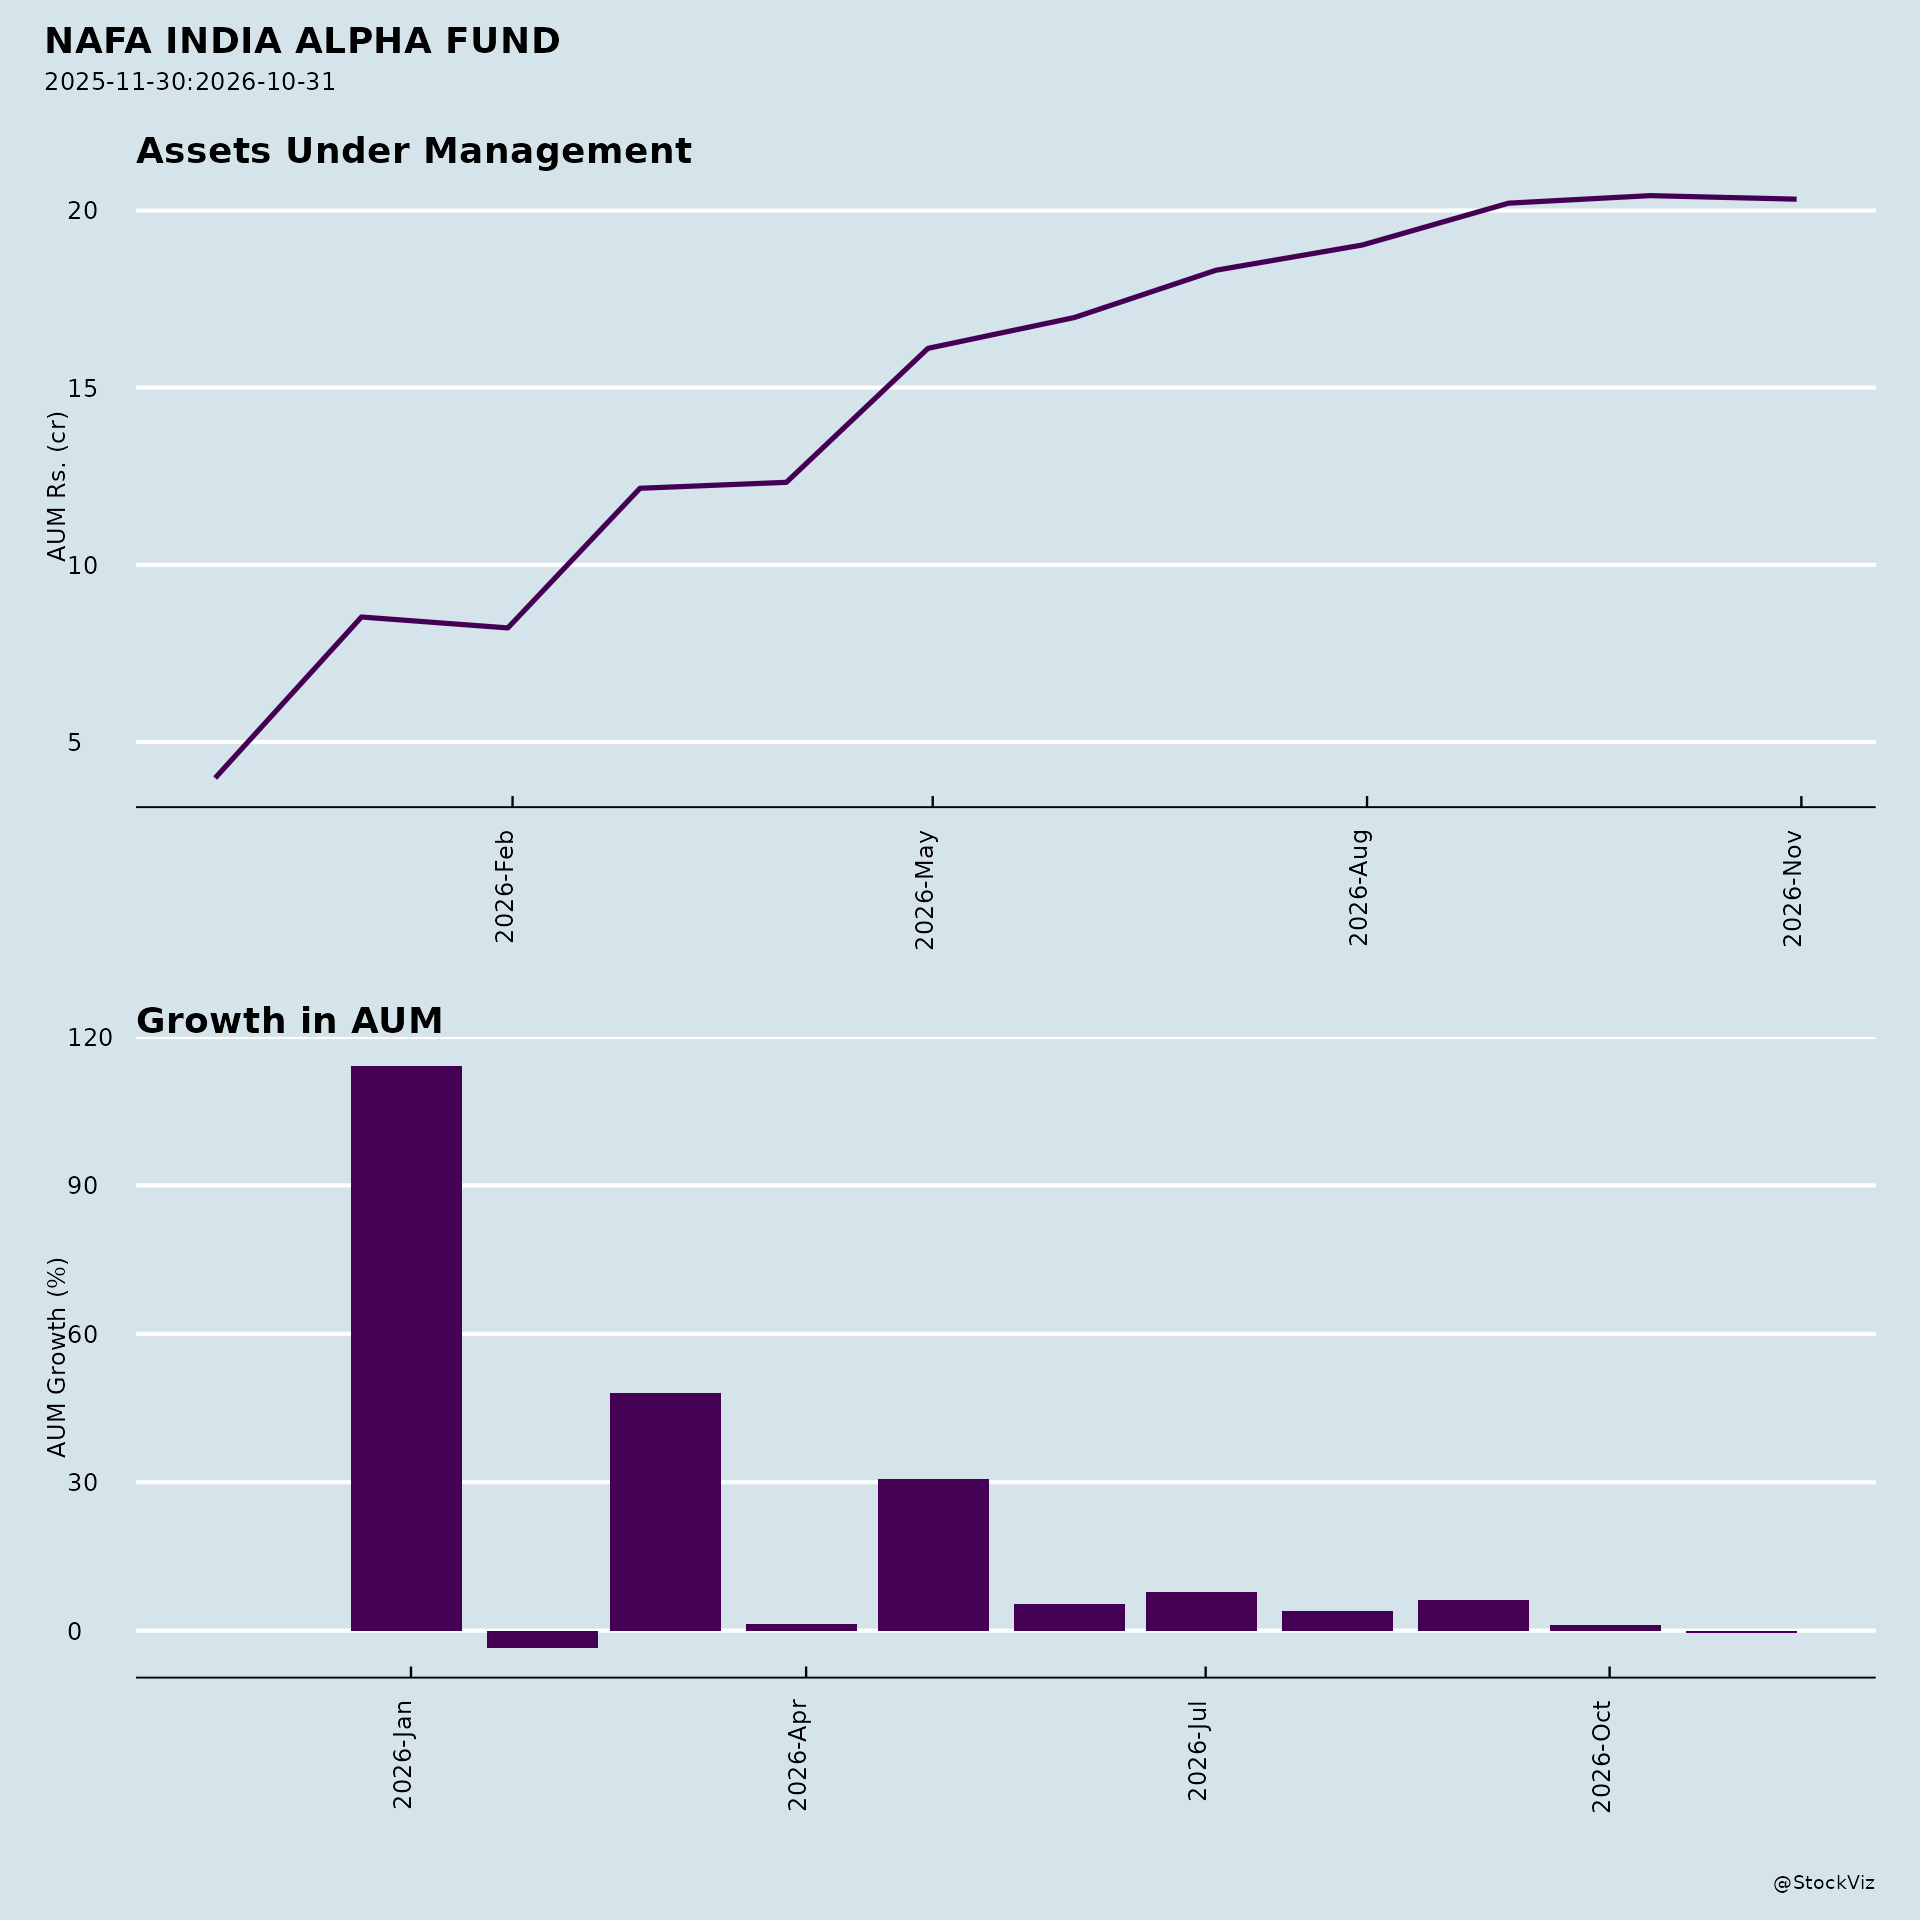 NAFA INDIA ALPHA FUND
2025-11-30:2026-10-31
Assets Under Management
AUM Rs. (cr)
20
15
10
5
2026-Feb
2026-May
2026-Aug
2026-Nov
Growth in AUM
AUM Growth (%)
120
90
60
30
0
2026-Jan
2026-Apr
2026-Jul
2026-Oct
@StockViz